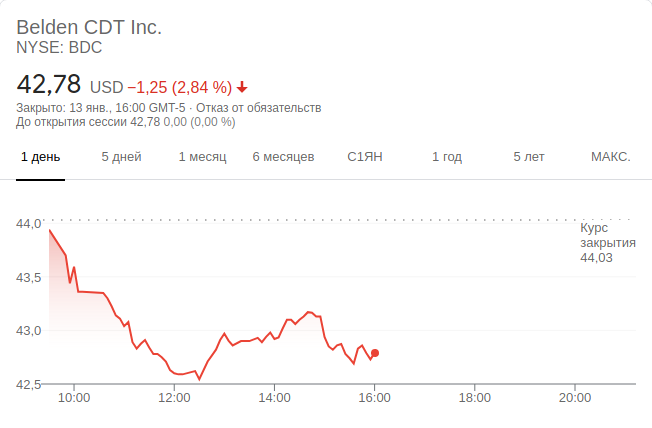 Belden CDT Inc.
NYSE: BDC
42,78 USD −1,25 (2,84 %)
Закрыто: 13 янв., 16:00 GMT-5 · Отказ от обязательств
До открытия сессии 42,78 0,00 (0,00 %)
1 день 5 дней 1 месяц 6 месяцев С1ЯН 1 год 5 лет МАКС.
44,0
Курс
закрытия
44,03
43,5
43,0
42,5
10:00 12:00 14:00 16:00 18:00 20:00